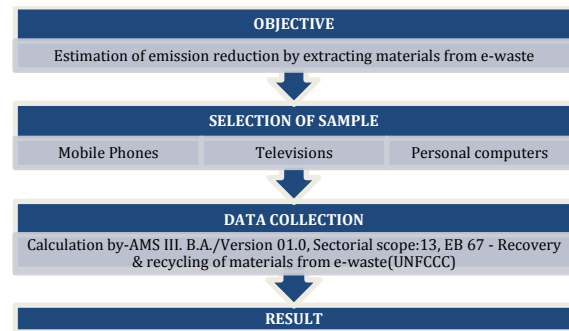 OBJECTIVE
Estimation of emission reduction by extracting materials from e-waste
SELECTION OF SAMPLE
Mobile Phones Televisions Personal computers
DATA COLLECTION
Calculation by-AMS III. B.A./Version 01.0, Sectorial scope:13, EB 67 - Recovery
& recycling of materials from e-waste(UNFCCC)
RESULT